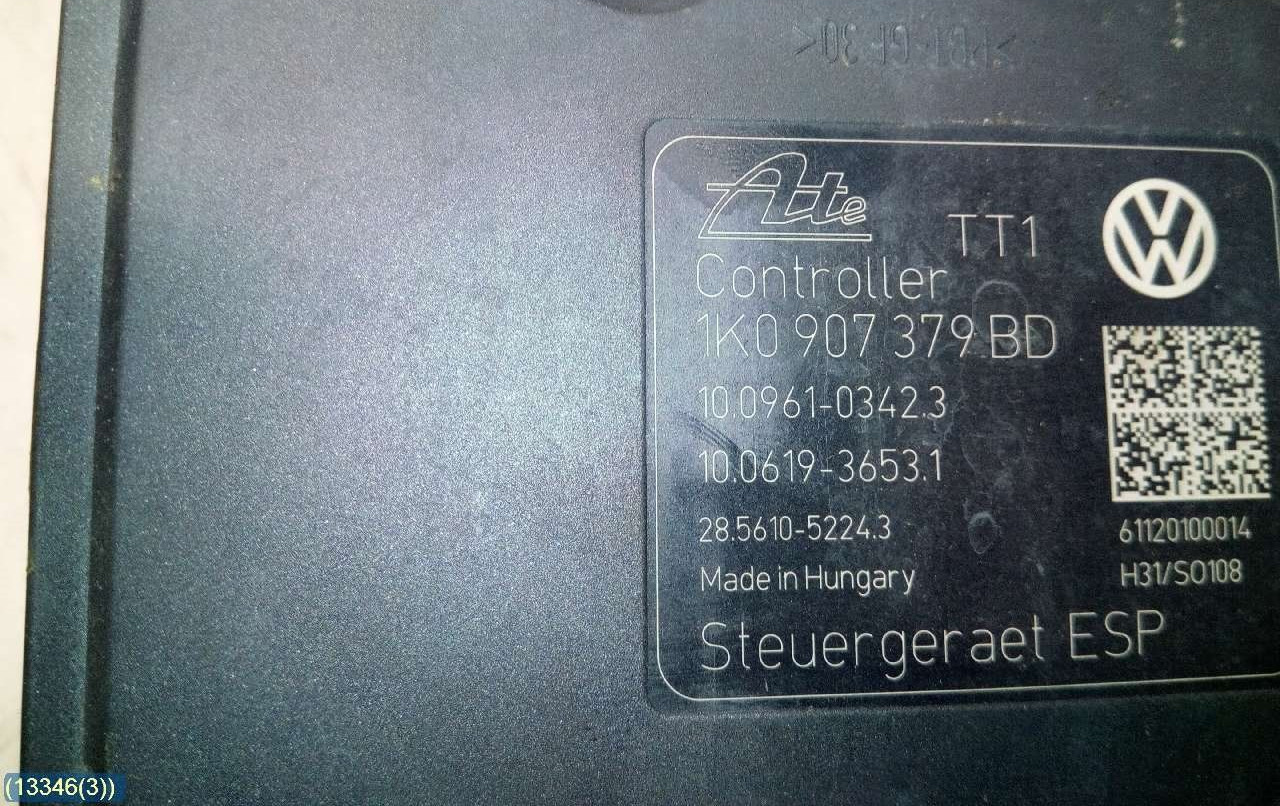 >PBT-GF30<
Ate
TT1
Controller
1K0 907 379 BD
10.0961-0342.3
10.0619-3653.1
28.5610-5224.3
61120100014
Made in Hungary
H31/SO108
Steuergeraet ESP
(13346(3))